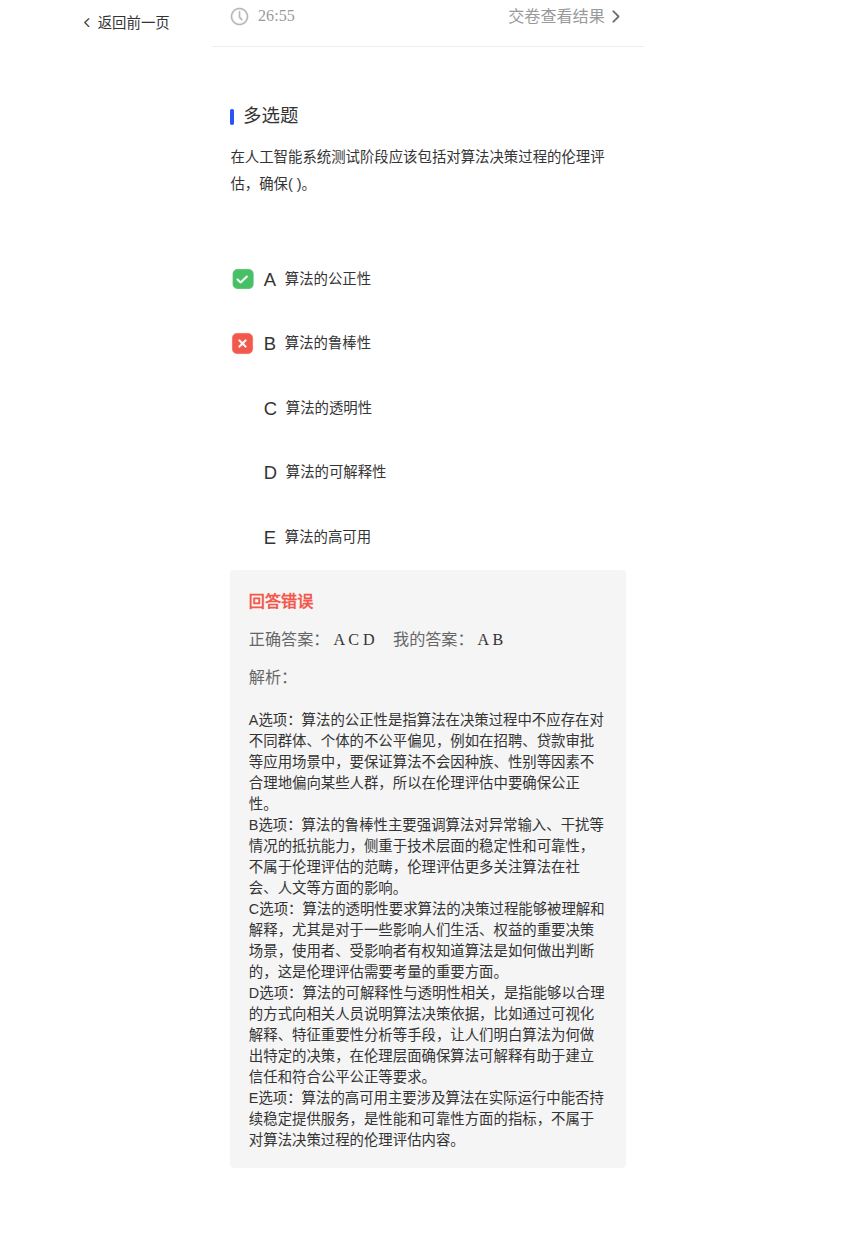 返回前一页
26:55
交卷查看结果
多选题
在人工智能系统测试阶段应该包括对算法决策过程的伦理评
估，确保( )。
A 算法的公正性
B 算法的鲁棒性
C 算法的透明性
D 算法的可解释性
E 算法的高可用
回答错误
正确答案： A C D 我的答案： A B
解析：
A选项：算法的公正性是指算法在决策过程中不应存在对
不同群体、个体的不公平偏见，例如在招聘、贷款审批
等应用场景中，要保证算法不会因种族、性别等因素不
合理地偏向某些人群，所以在伦理评估中要确保公正
性。
B选项：算法的鲁棒性主要强调算法对异常输入、干扰等
情况的抵抗能力，侧重于技术层面的稳定性和可靠性，
不属于伦理评估的范畴，伦理评估更多关注算法在社
会、人文等方面的影响。
C选项：算法的透明性要求算法的决策过程能够被理解和
解释，尤其是对于一些影响人们生活、权益的重要决策
场景，使用者、受影响者有权知道算法是如何做出判断
的，这是伦理评估需要考量的重要方面。
D选项：算法的可解释性与透明性相关，是指能够以合理
的方式向相关人员说明算法决策依据，比如通过可视化
解释、特征重要性分析等手段，让人们明白算法为何做
出特定的决策，在伦理层面确保算法可解释有助于建立
信任和符合公平公正等要求。
E选项：算法的高可用主要涉及算法在实际运行中能否持
续稳定提供服务，是性能和可靠性方面的指标，不属于
对算法决策过程的伦理评估内容。